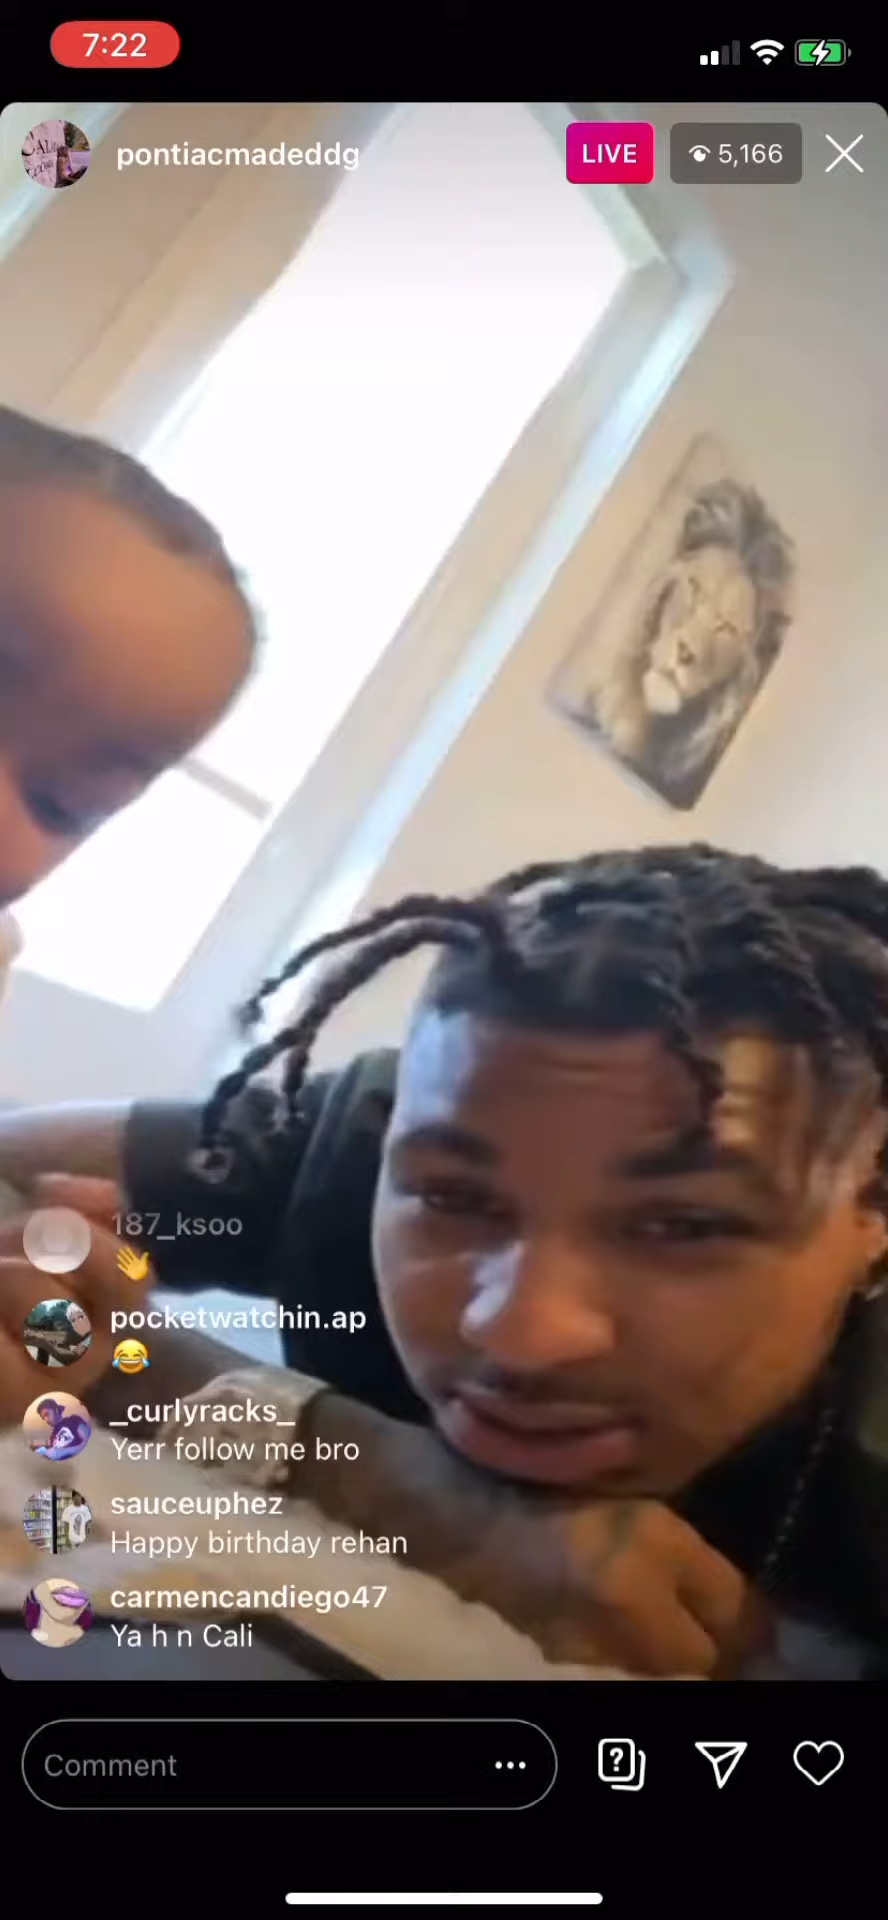 7:22
pontiacmadeddg
LIVE
5,166
187_ksoo
👋
pocketwatchin.ap
😂
_curlyracks_
Yerr follow me bro
sauceuphez
Happy birthday rehan
carmencandiego47
Ya h n Cali
Comment